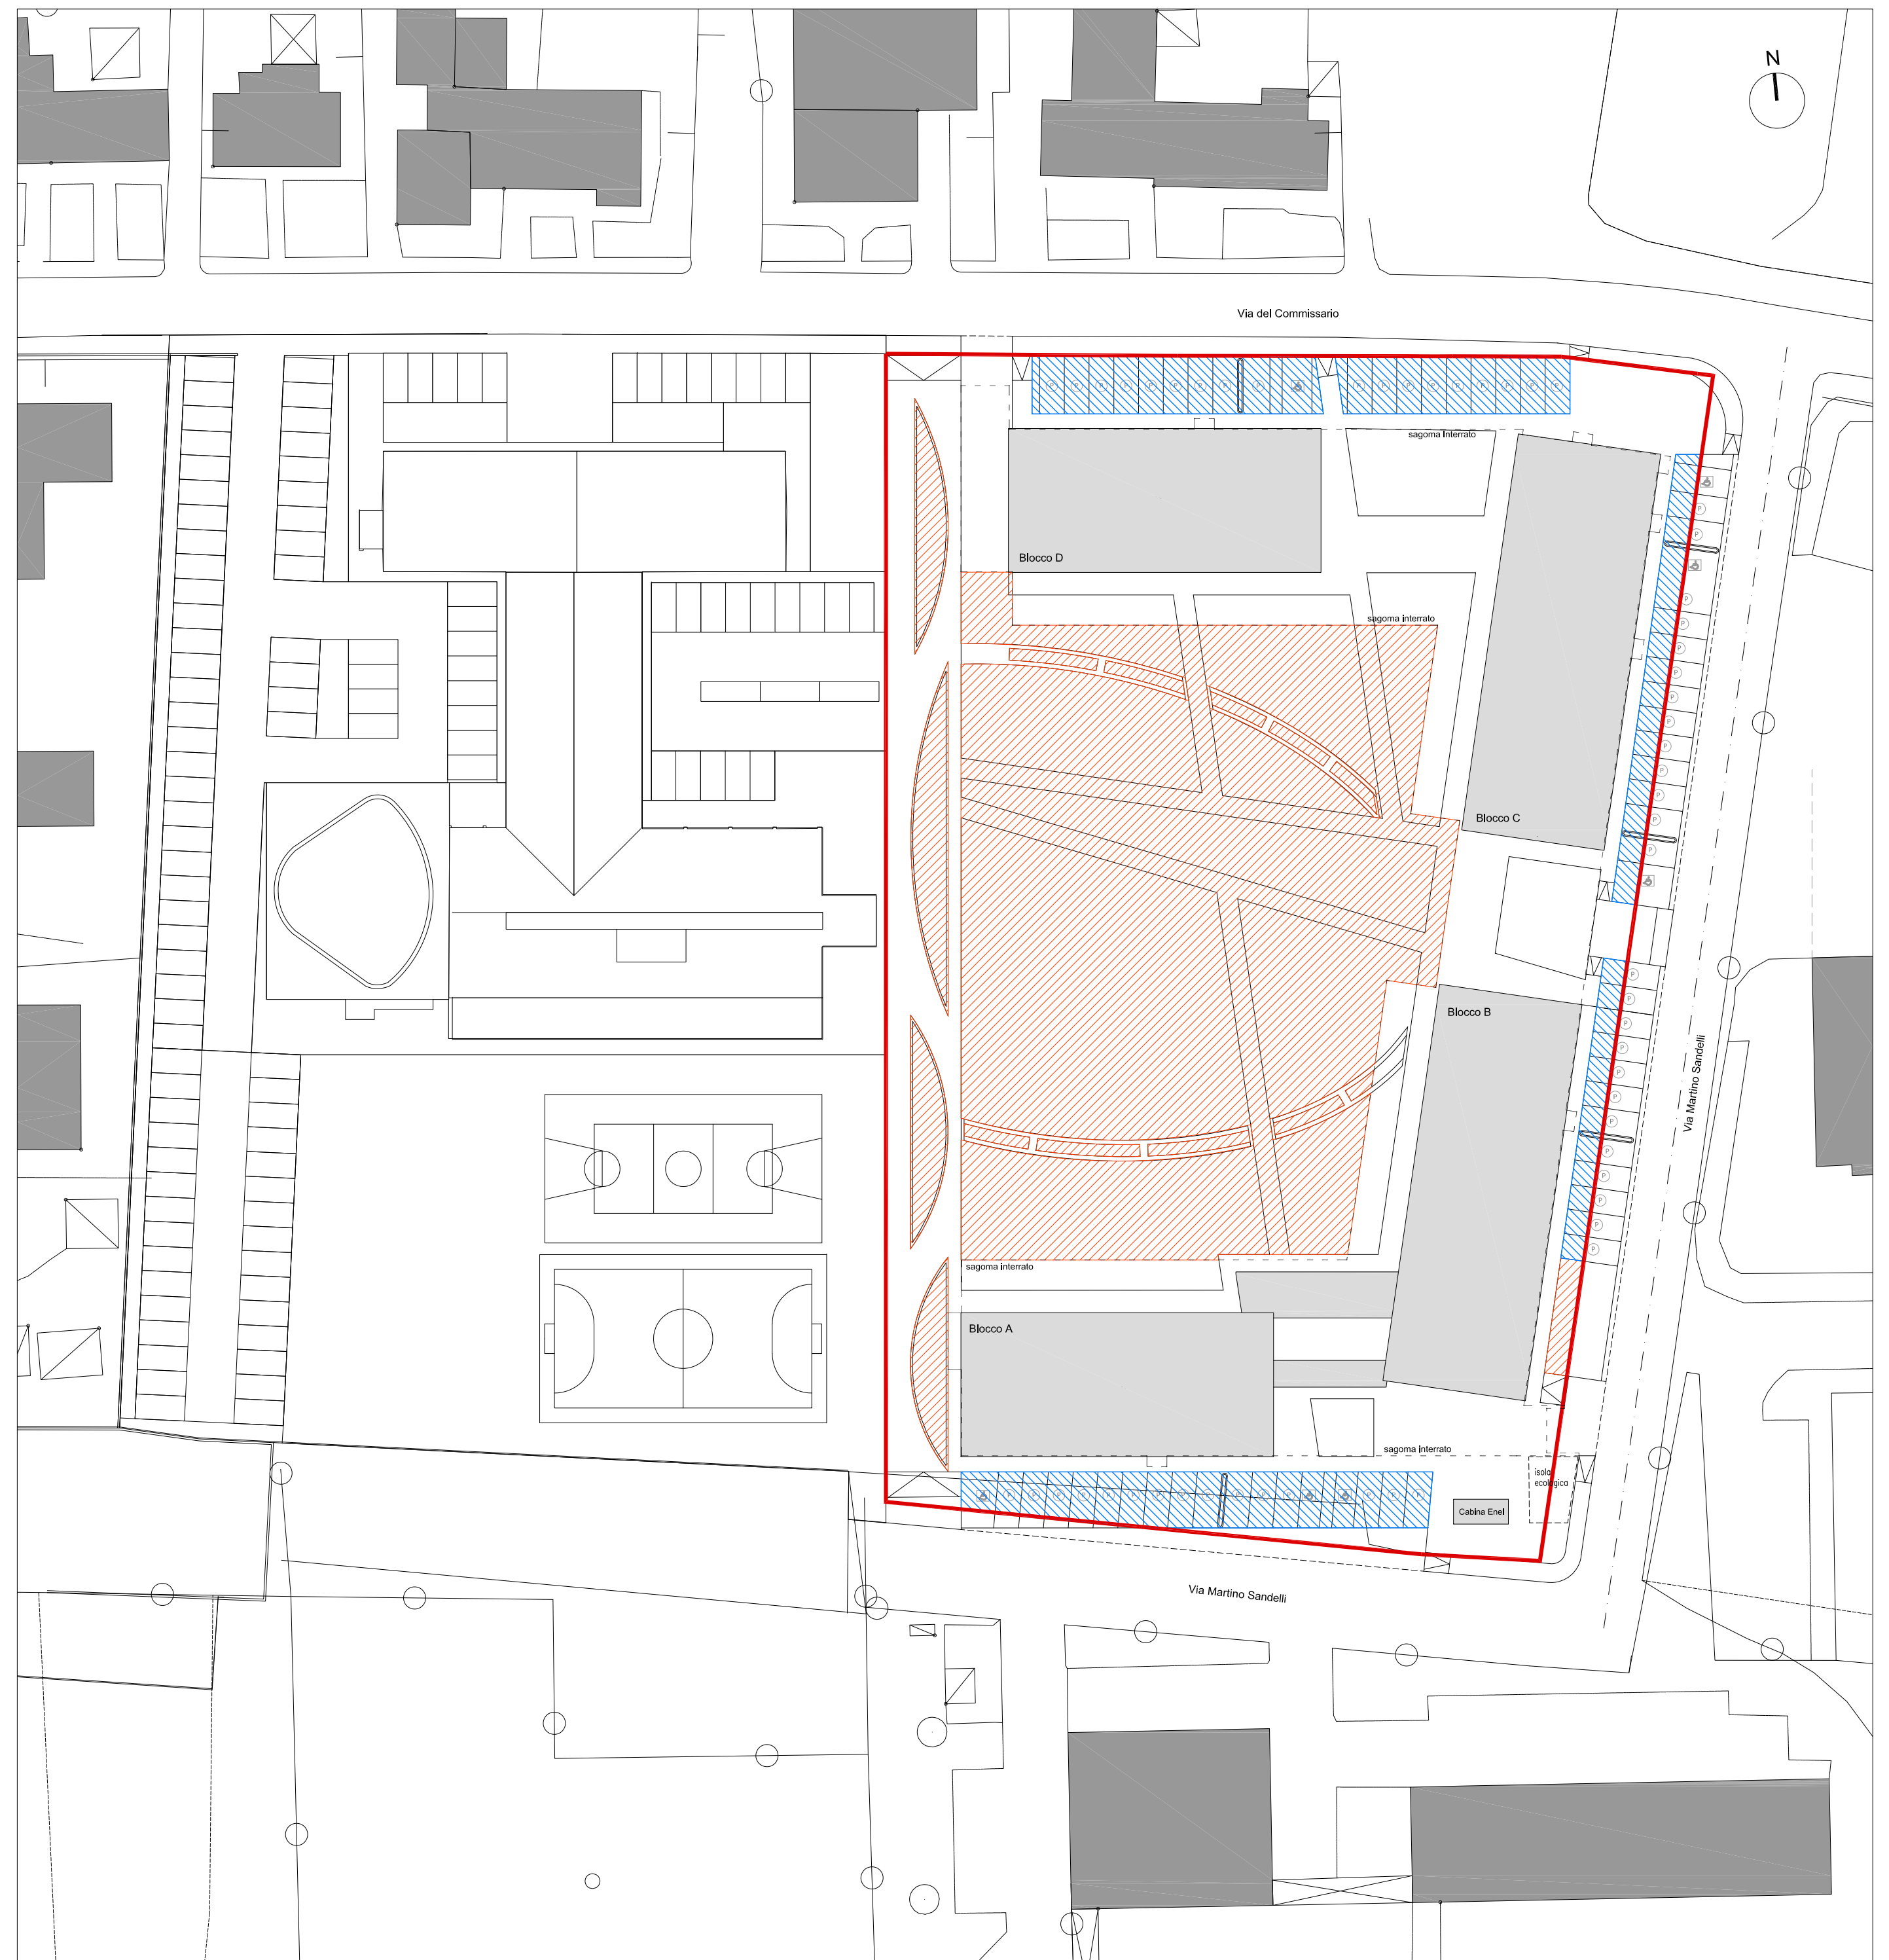 N
Via del Commissario
sagoma interrato
Blocco D
sagoma interrato
Blocco C
Blocco B
Via Martino Sandelli
sagoma interrato
Blocco A
sagoma interrato
isola
ecologica
Cabina Enel
Via Martino Sandelli